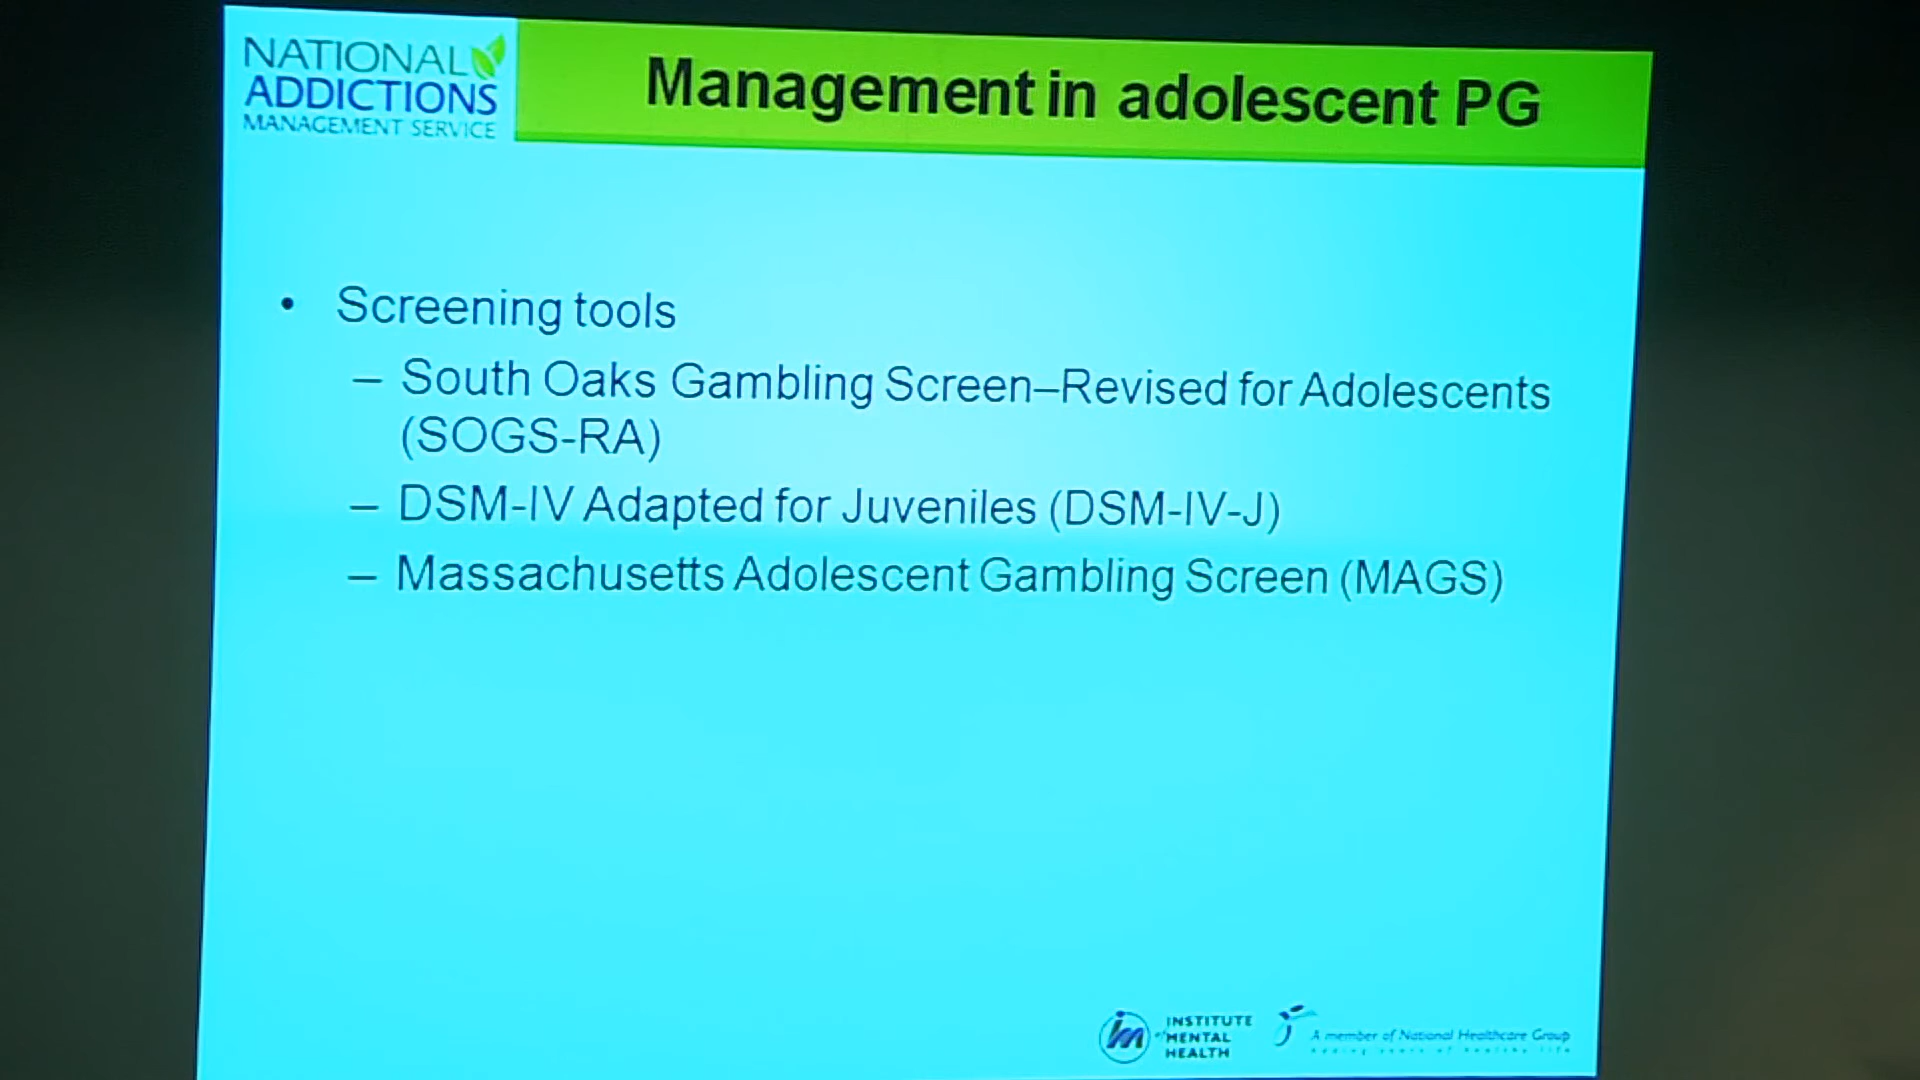 NATIONAL
ADDICTIONS
MANAGEMENT SERVICE
Management in adolescent PG
• Screening tools
– South Oaks Gambling Screen–Revised for Adolescents
(SOGS-RA)
– DSM-IV Adapted for Juveniles (DSM-IV-J)
– Massachusetts Adolescent Gambling Screen (MAGS)
INSTITUTE
of MENTAL
HEALTH
A member of National Healthcare Group